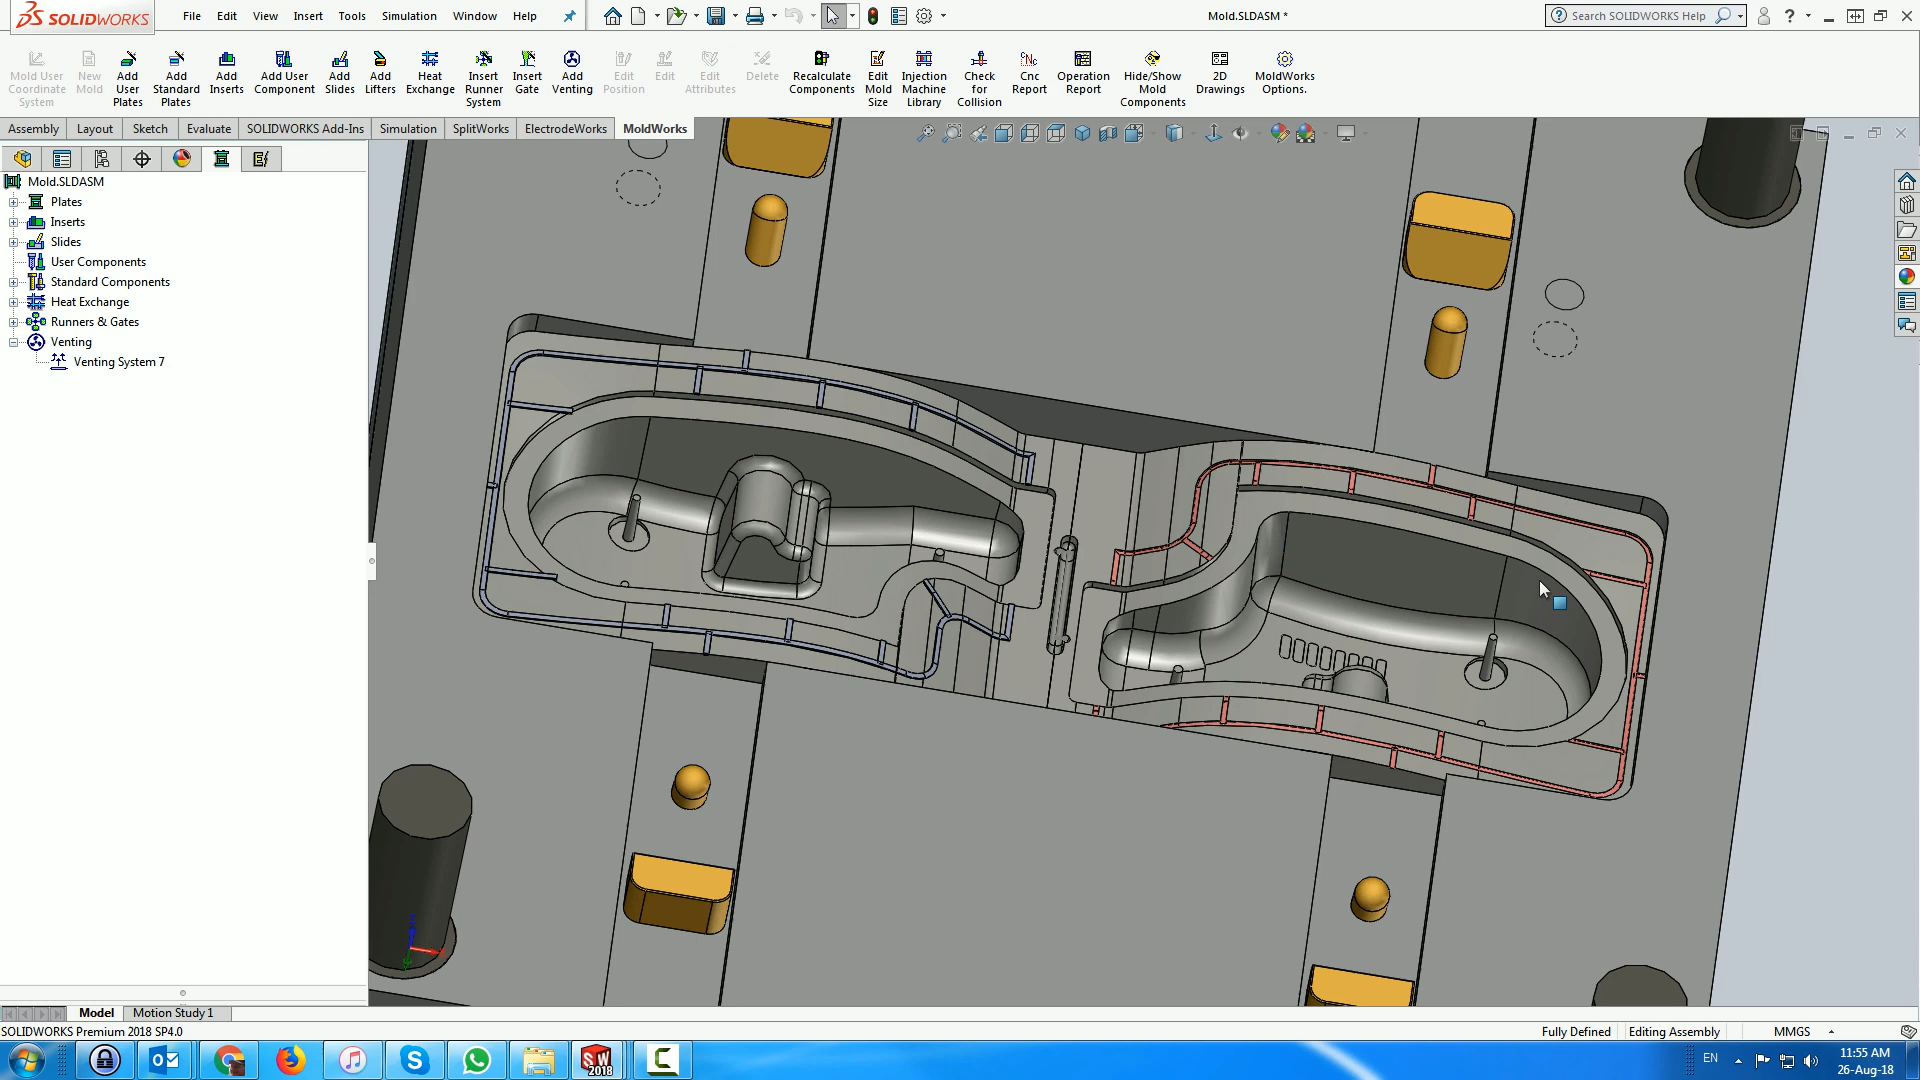 SOLIDWORKS
File Edit View Insert Tools Simulation Window Help
Mold.SLDASM *
Search SOLIDWORKS Help
Mold User Coordinate System
New Mold
Add User Plates
Add Standard Plates
Add Inserts
Add User Component
Add Slides
Add Lifters
Heat Exchange
Insert Runner System
Insert Gate
Add Venting
Edit Position
Edit
Edit Attributes
Delete
Recalculate Components
Edit Mold Size
Injection Machine Library
Check for Collision
Cnc Report
Operation Report
Hide/Show Mold Components
2D Drawings
MoldWorks Options.
Assembly Layout Sketch Evaluate SOLIDWORKS Add-Ins Simulation SplitWorks ElectrodeWorks MoldWorks
Mold.SLDASM
Plates
Inserts
Slides
User Components
Standard Components
Heat Exchange
Runners & Gates
Venting
Venting System 7
Model Motion Study 1
SOLIDWORKS Premium 2018 SP4.0
Fully Defined Editing Assembly MMGS
SW 2018
EN
11:55 AM
26-Aug-18